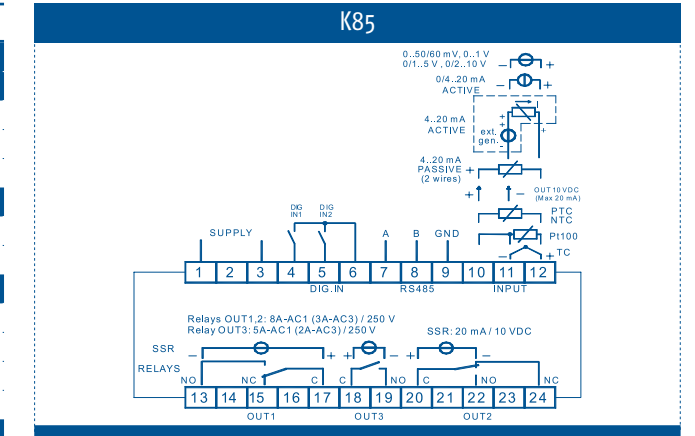 K85
0..50/60 mV, 0..1 V
0/1..5 V , 0/2..10 V
− +
0/4..20 mA
ACTIVE
− +
4..20 mA
ACTIVE
ext.
gen.
+
+
-
I
+
4..20 mA
PASSIVE
(2 wires)
+ −
+ −
OUT 10 VDC
(Max 20 mA)
PTC
NTC
Pt100
− + TC
SUPPLY
DIG
IN1
DIG
IN2
A B GND
1 2 3 4 5 6 7 8 9 10 11 12
DIG.IN RS485 INPUT
Relays OUT1,2: 8A-AC1 (3A-AC3) / 250 V
Relay OUT3: 5A-AC1 (2A-AC3) / 250 V
SSR: 20 mA / 10 VDC
SSR − + + − + −
RELAYS
NO NC C C NO C NO NC
13 14 15 16 17 18 19 20 21 22 23 24
OUT1 OUT3 OUT2